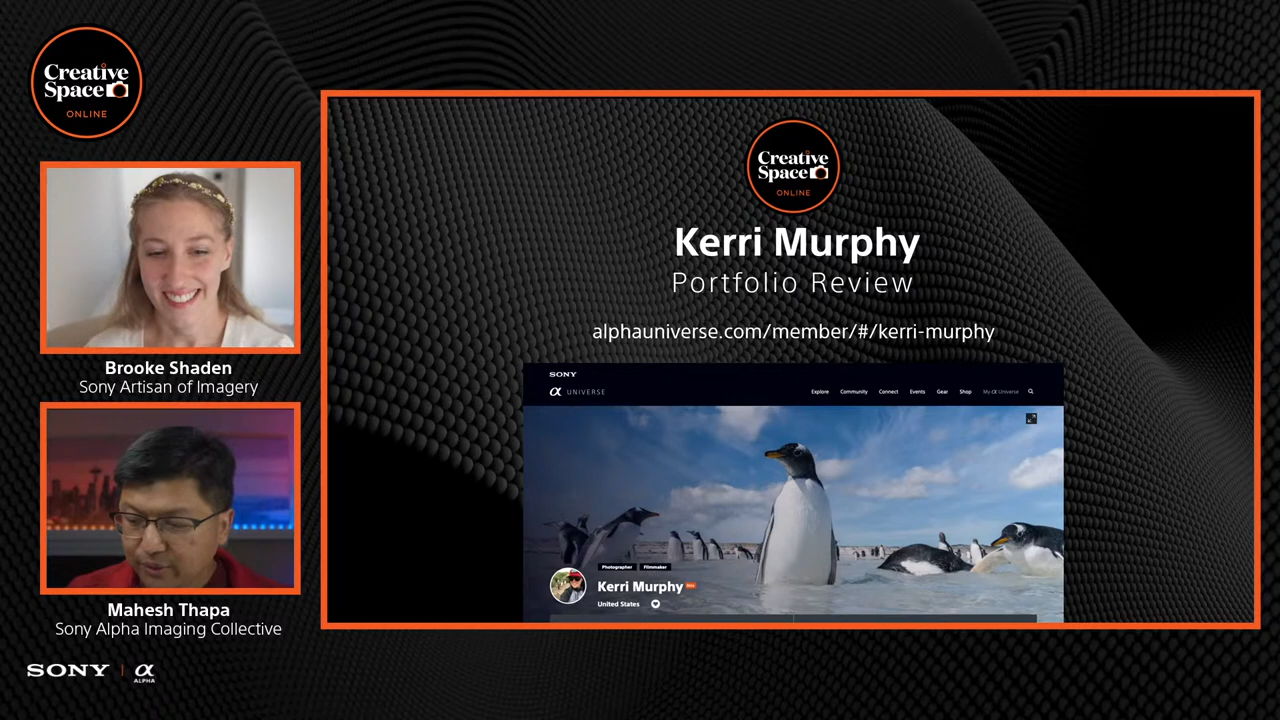 Creative
Space
ONLINE
Brooke Shaden
Sony Artisan of Imagery
Mahesh Thapa
Sony Alpha Imaging Collective
SONY | α
ALPHA
Creative
Space
ONLINE
Kerri Murphy
Portfolio Review
alphauniverse.com/member/#/kerri-murphy
SONY
α UNIVERSE
Explore Community Connect Events Gear Shop My α Universe
Photographer Filmmaker
Kerri Murphy
United States